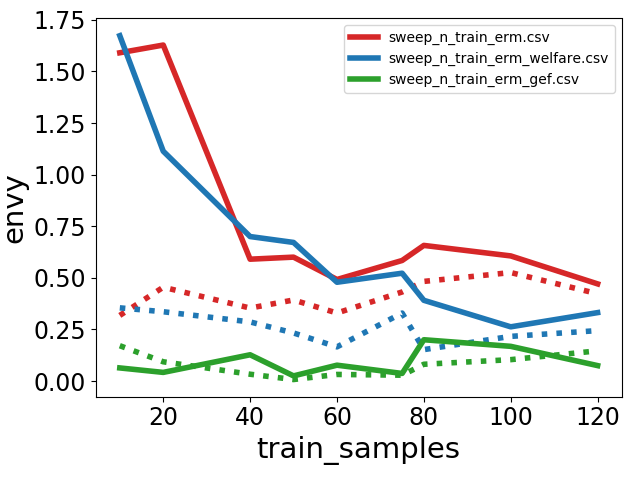 1.75
1.50
1.25
1.00
0.75
0.50
0.25
0.00
envy
sweep_n_train_erm.csv
sweep_n_train_erm_welfare.csv
sweep_n_train_erm_gef.csv
20 40 60 80 100 120
train_samples